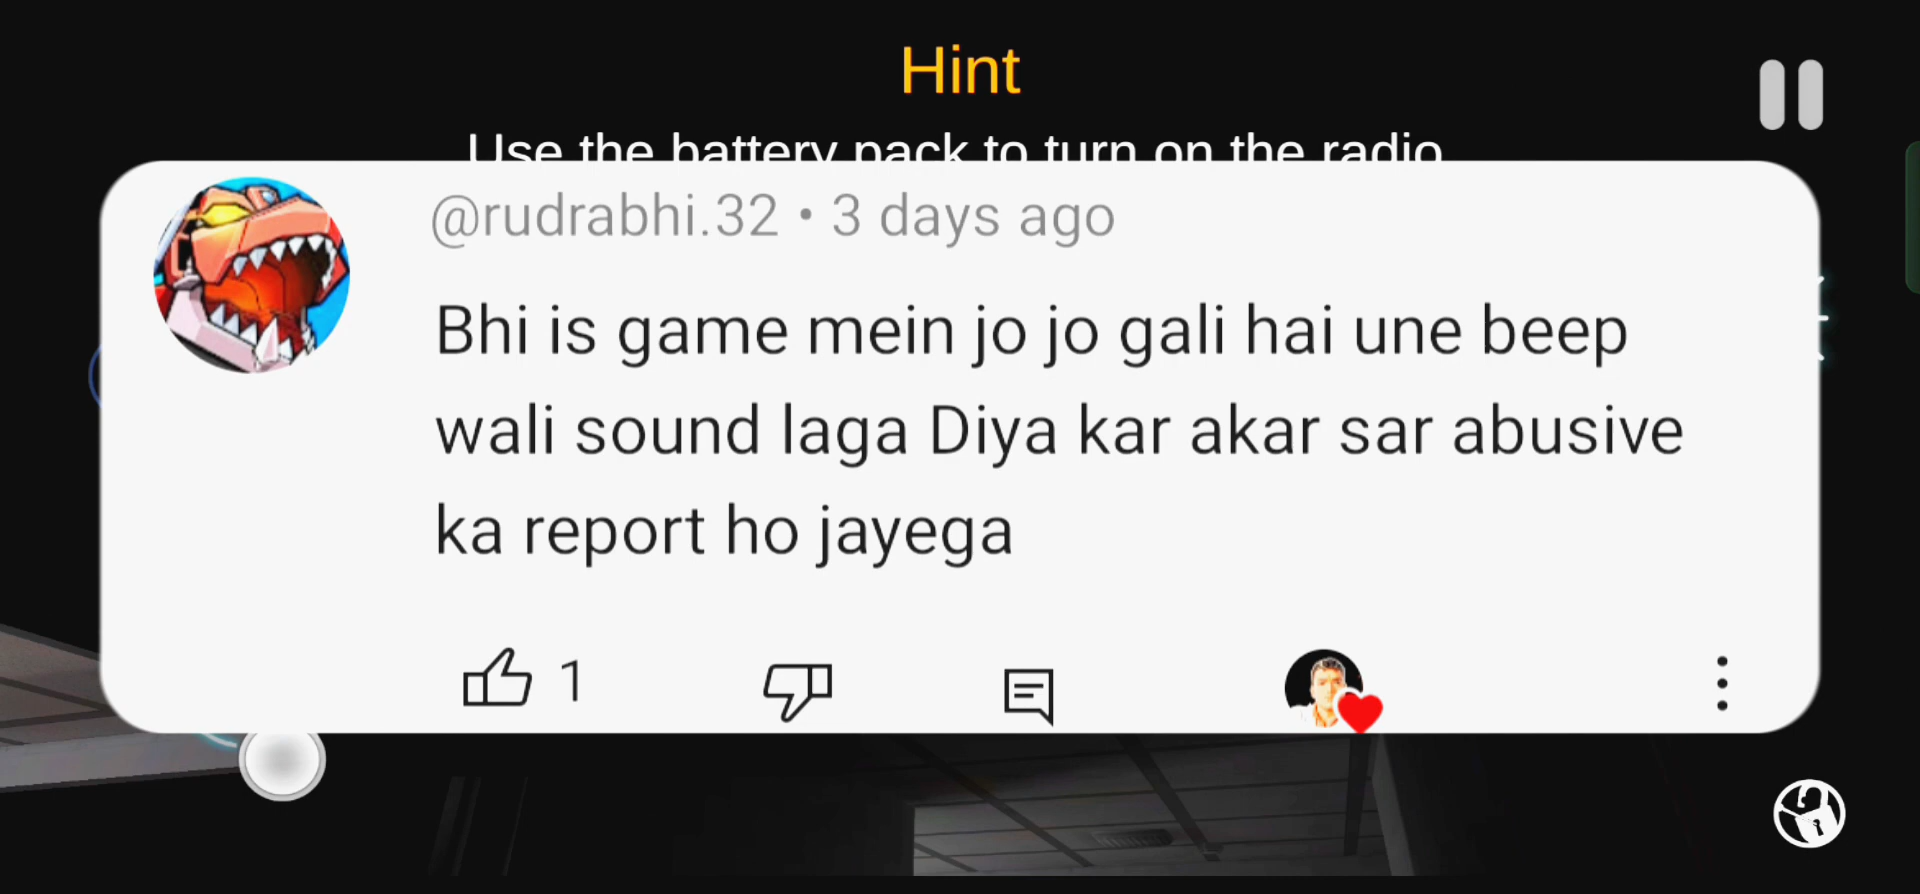 Hint
Use the battery pack to turn on the radio
@rudrabhi.32 • 3 days ago
Bhi is game mein jo jo gali hai une beep
wali sound laga Diya kar akar sar abusive
ka report ho jayega
1